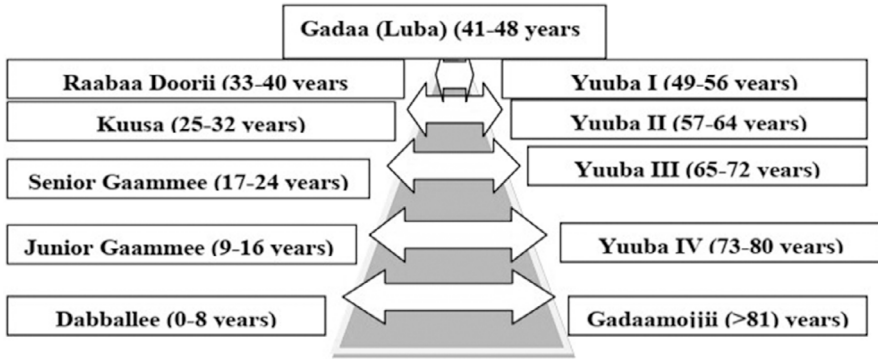 Gadaa (Luba) (41-48 years
Raabaa Doorii (33-40 years
Yuuba I (49-56 years)
Kuusa (25-32 years)
Yuuba II (57-64 years)
Senior Gaammee (17-24 years)
Yuuba III (65-72 years)
Junior Gaammee (9-16 years)
Yuuba IV (73-80 years)
Dabballee (0-8 years)
Gadaamojjii (>81) years)